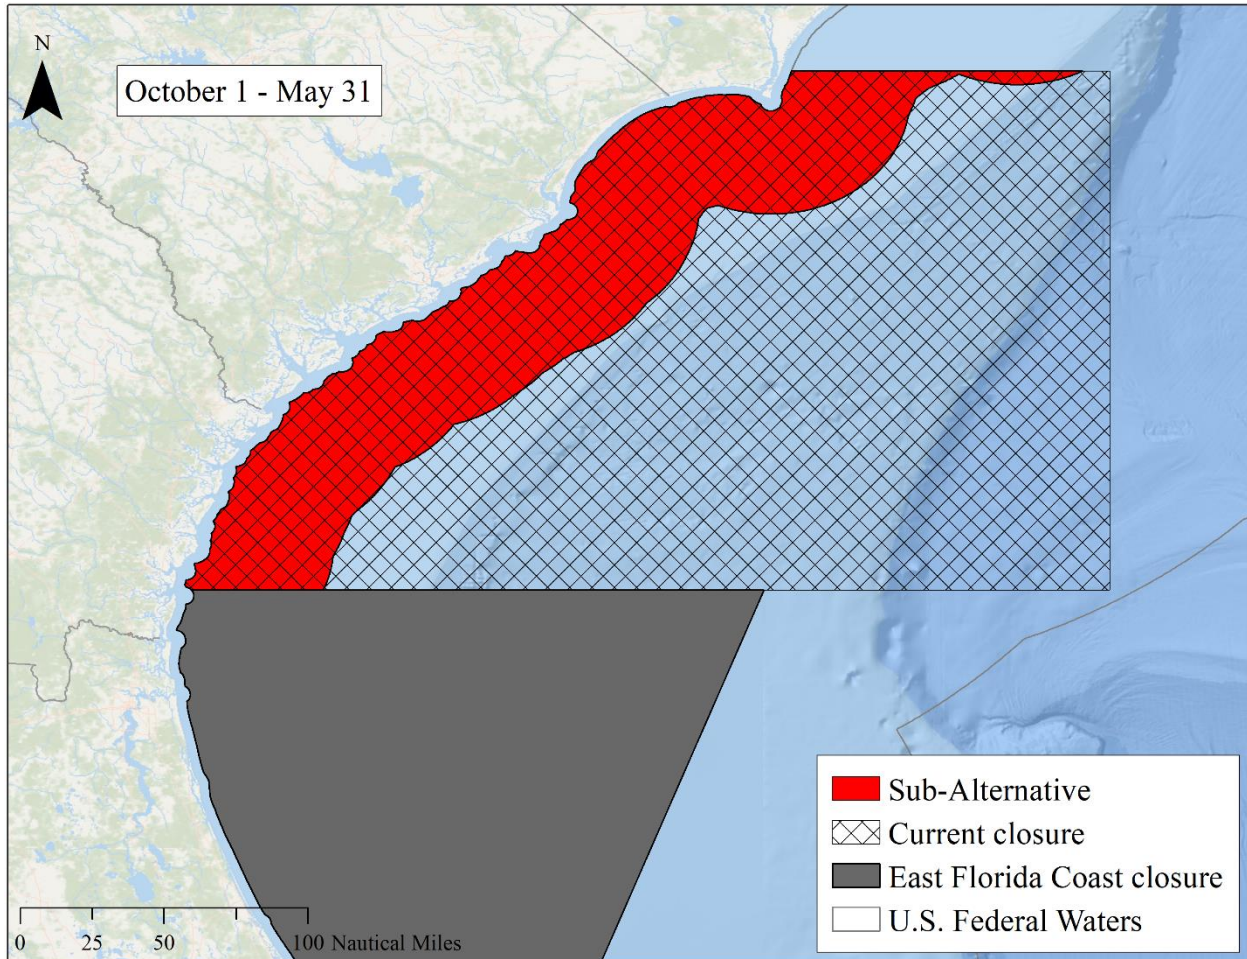 N
October 1 - May 31
Sub-Alternative
Current closure
East Florida Coast closure
U.S. Federal Waters
0 25 50 100 Nautical Miles